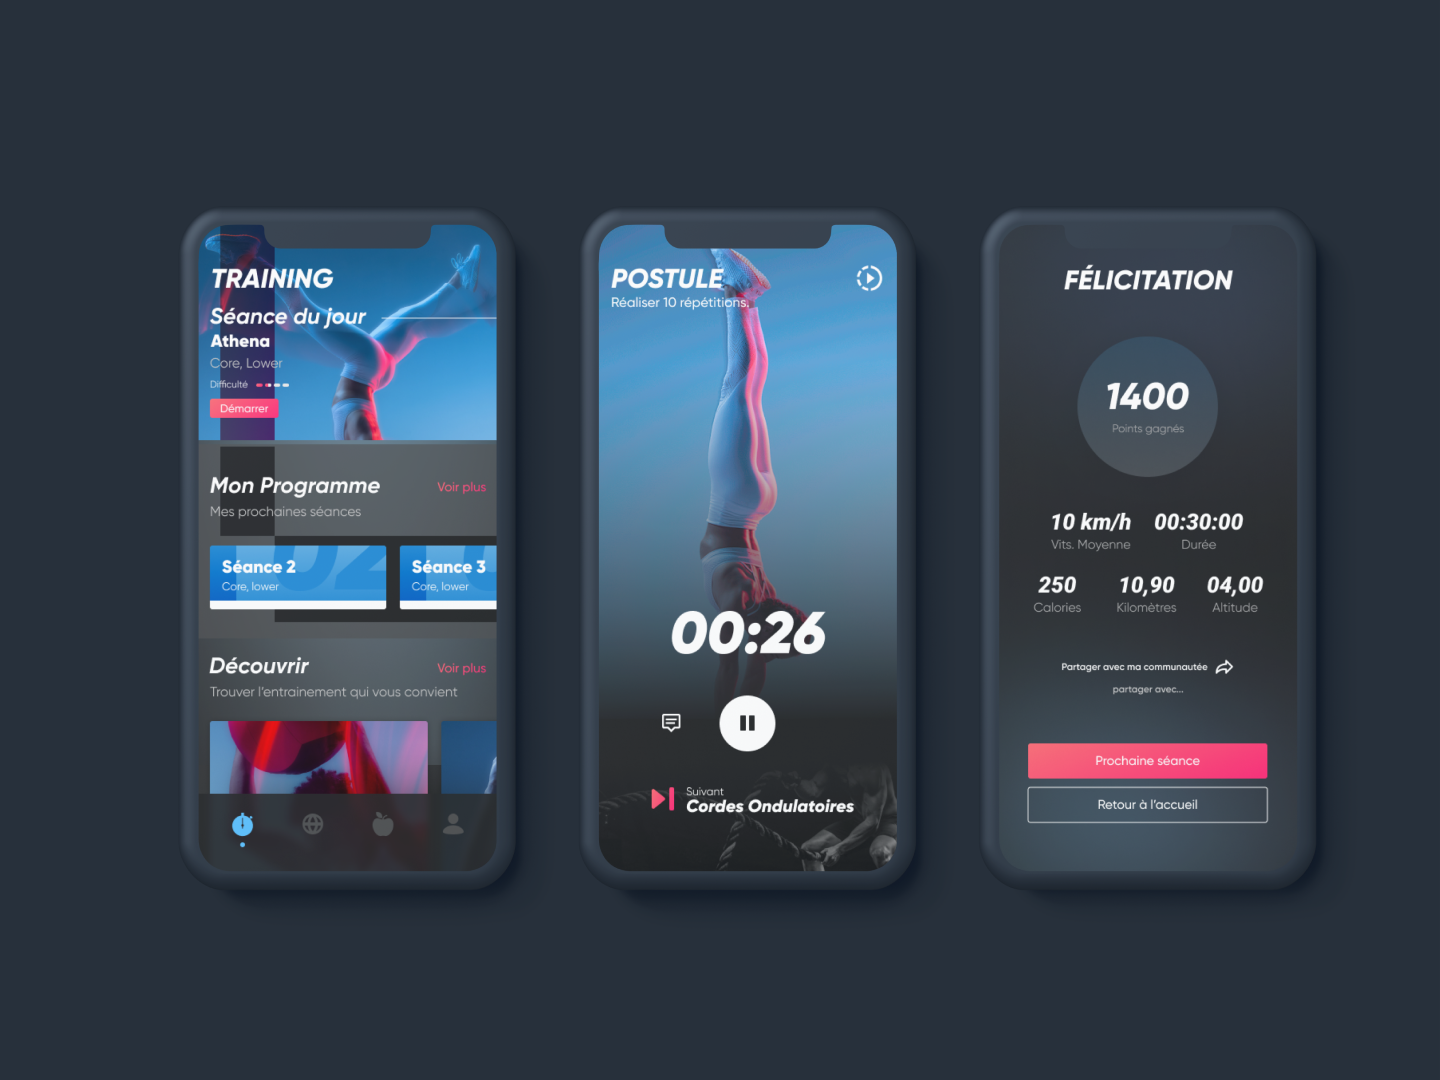 TRAINING
Séance du jour
Athena
Core, Lower
Difficulté
Démarrer
Mon Programme
Voir plus
Mes prochaines séances
02
Séance 2
Core, lower
Séance 3
Core, lower
Découvrir
Voir plus
Trouver l'entrainement qui vous convient
POSTULE
Réaliser 10 répétitions.
00:26
Suivant
Cordes Ondulatoires
FÉLICITATION
1400
Points gagnés
10 km/h
Vits. Moyenne
00:30:00
Durée
250
Calories
10,90
Kilomètres
04,00
Altitude
Partager avec ma communautée
partager avec...
Prochaine séance
Retour à l'accueil